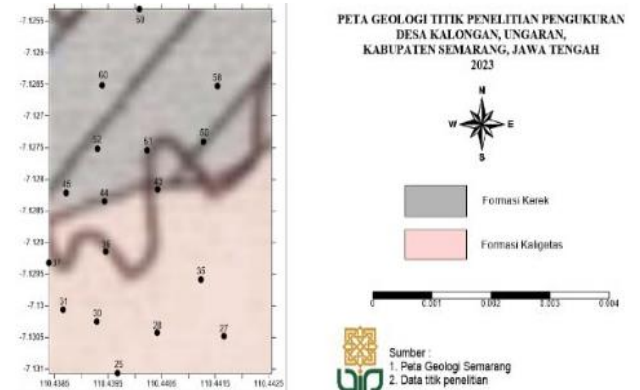 PETA GEOLOGI TITIK PENELITIAN PENGUKURAN
DESA KALONGAN, UNGARAN,
KABUPATEN SEMARANG, JAWA TENGAH
2023
N
W E
S
Formasi Kerek
Formasi Kaligetas
0 0.001 0.002 0.003 0.004
Sumber :
1. Peta Geologi Semarang
2. Data titik penelitian
-7.1255
-7.126
-7.1265
-7.127
-7.1275
-7.128
-7.1285
-7.129
-7.1295
-7.13
-7.1305
-7.131
110.4385 110.4395 110.4405 110.4415 110.4425
59
60
58
52
51
50
45
44
43
36
37
35
31
30
28
27
25